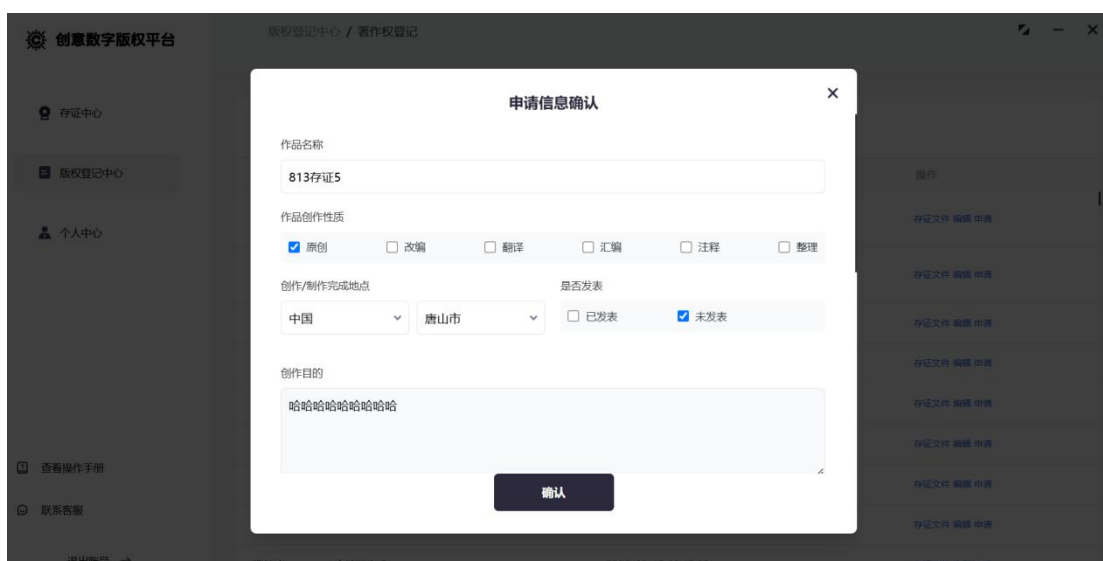 创意数字版权平台
版权登记中心 / 著作权登记
存证中心
版权登记中心
个人中心
查看操作手册
联系客服
退出账号
申请信息确认
作品名称
813存证5
作品创作性质
原创 改编 翻译 汇编 注释 整理
创作/制作完成地点 是否发表
中国 唐山市 已发表 未发表
创作目的
哈哈哈哈哈哈哈哈哈
确认
操作
存证文件 编辑 申请
存证文件 编辑 申请
存证文件 编辑 申请
存证文件 编辑 申请
存证文件 编辑 申请
存证文件 编辑 申请
存证文件 编辑 申请
存证文件 编辑 申请